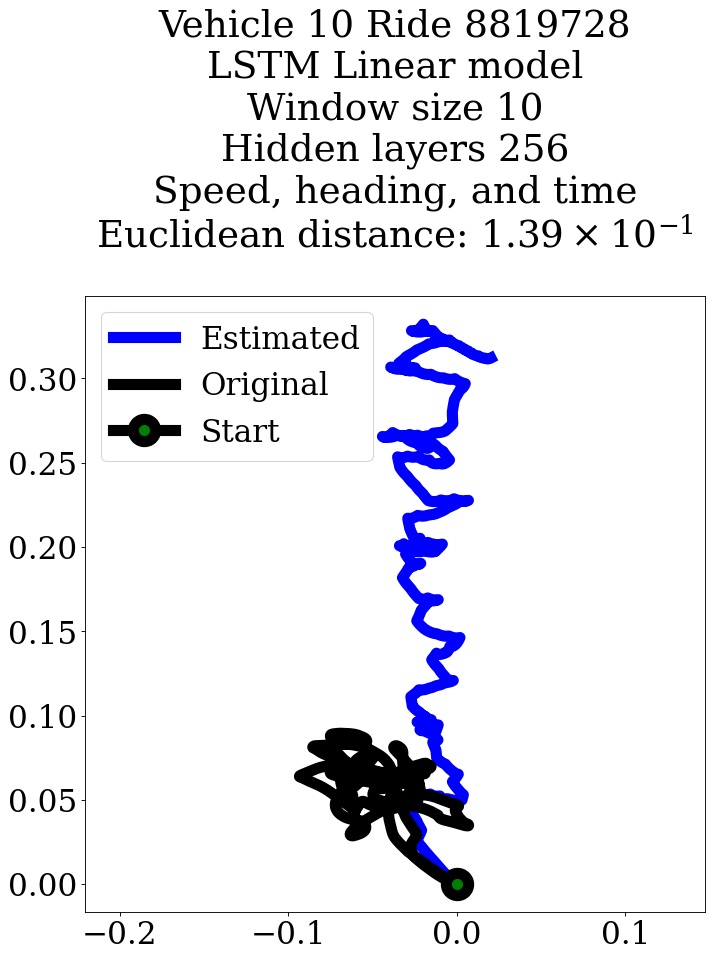 Vehicle 10 Ride 8819728
LSTM Linear model
Window size 10
Hidden layers 256
Speed, heading, and time
Euclidean distance: 1.39 × 10⁻¹
Estimated
Original
Start
0.30
0.25
0.20
0.15
0.10
0.05
0.00
−0.2 −0.1 0.0 0.1